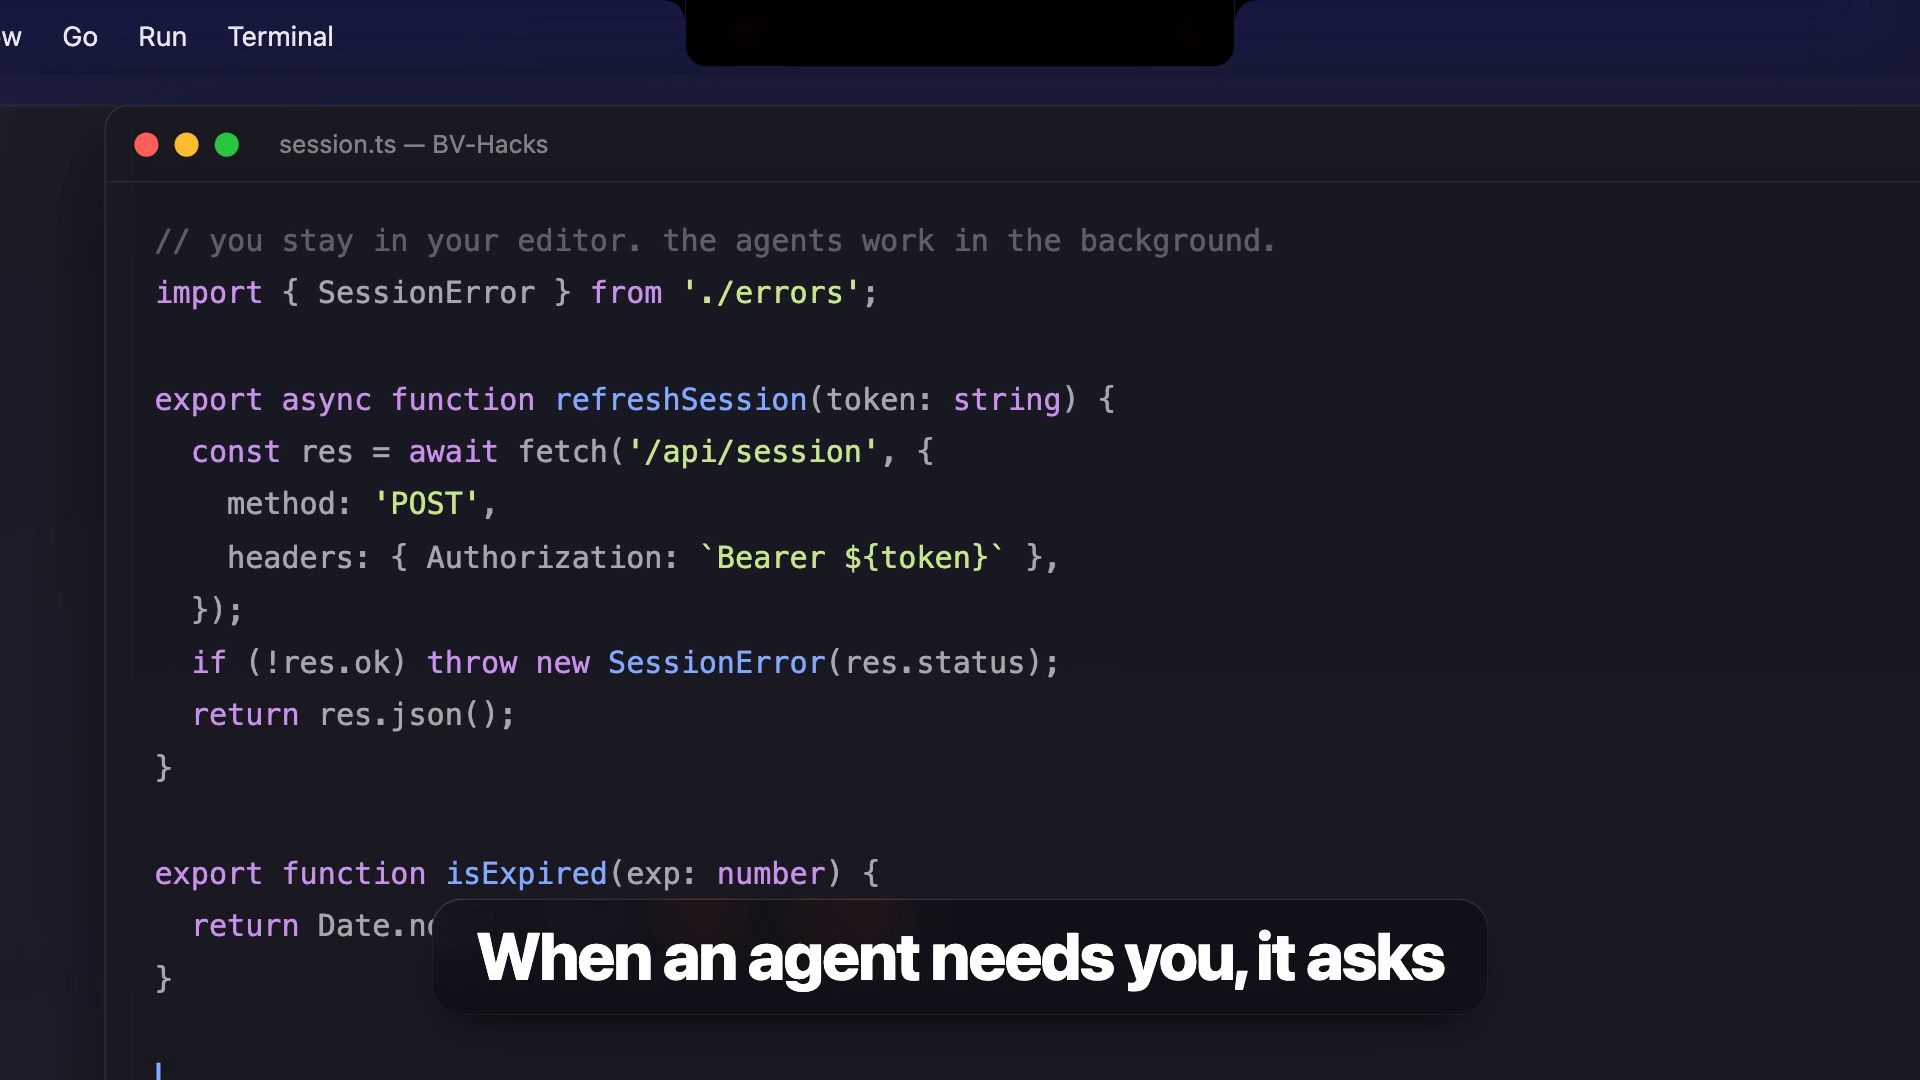 Go Run Terminal
session.ts — BV-Hacks
// you stay in your editor. the agents work in the background.
import { SessionError } from './errors';
export async function refreshSession(token: string) {
const res = await fetch('/api/session', {
method: 'POST',
headers: { Authorization: `Bearer ${token}` },
});
if (!res.ok) throw new SessionError(res.status);
return res.json();
}
export function isExpired(exp: number) {
return
}
When an agent needs you, it asks